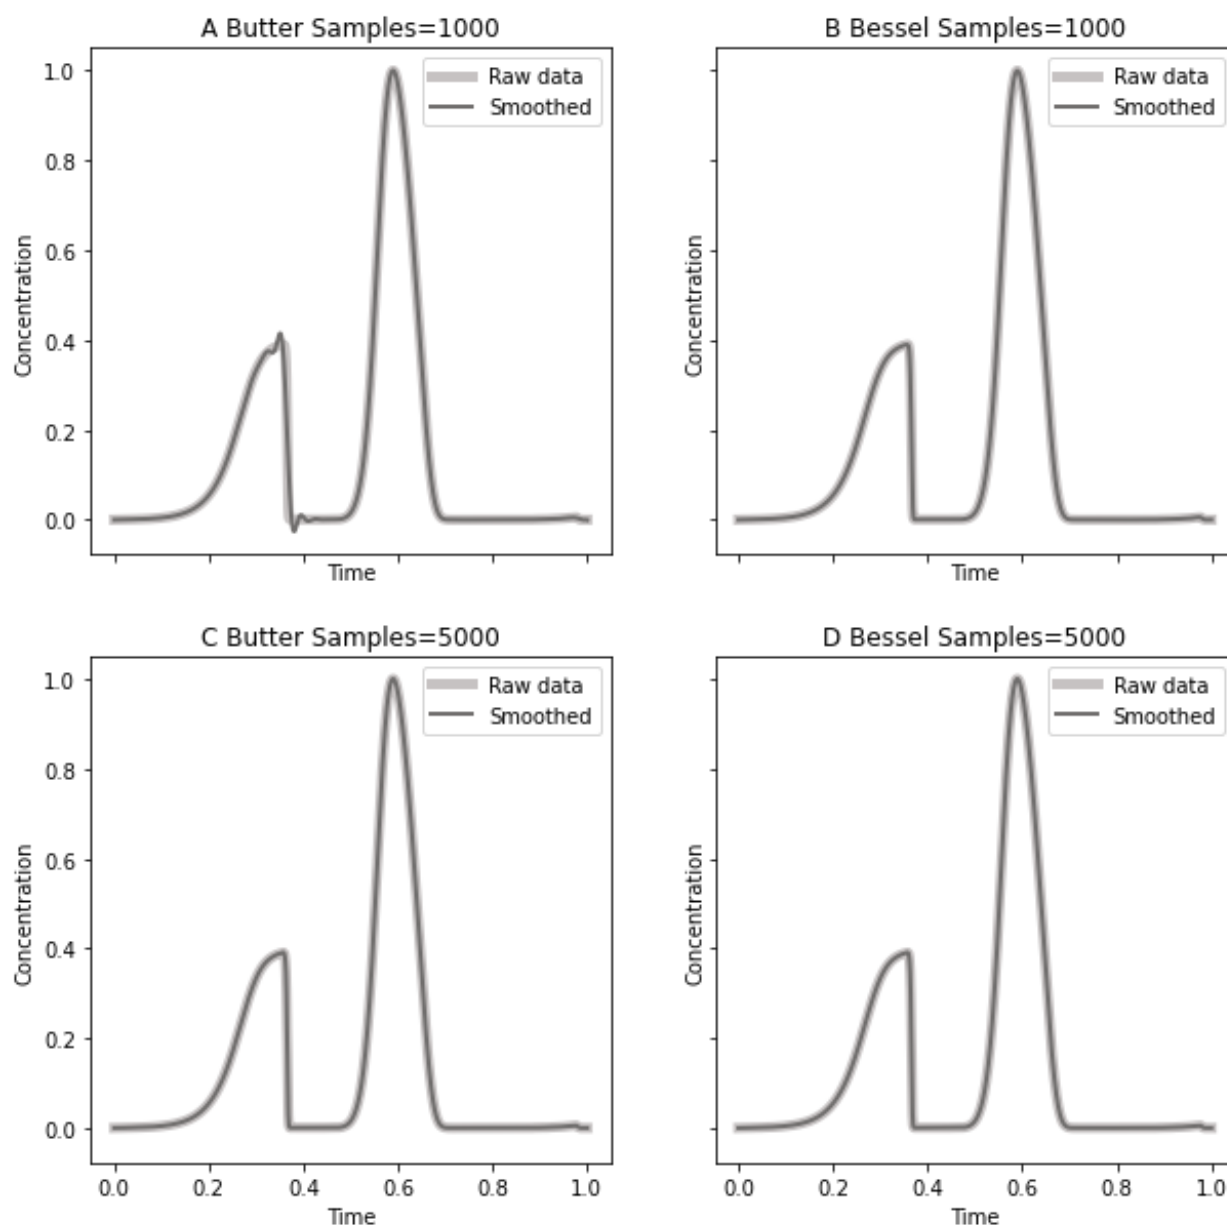 A Butter Samples=1000
B Bessel Samples=1000
Raw data
Smoothed
Raw data
Smoothed
Concentration
1.0
0.8
0.6
0.4
0.2
0.0
Time
Concentration
Time
C Butter Samples=5000
D Bessel Samples=5000
Raw data
Smoothed
Raw data
Smoothed
Concentration
1.0
0.8
0.6
0.4
0.2
0.0
0.0 0.2 0.4 0.6 0.8 1.0
Time
Concentration
0.0 0.2 0.4 0.6 0.8 1.0
Time